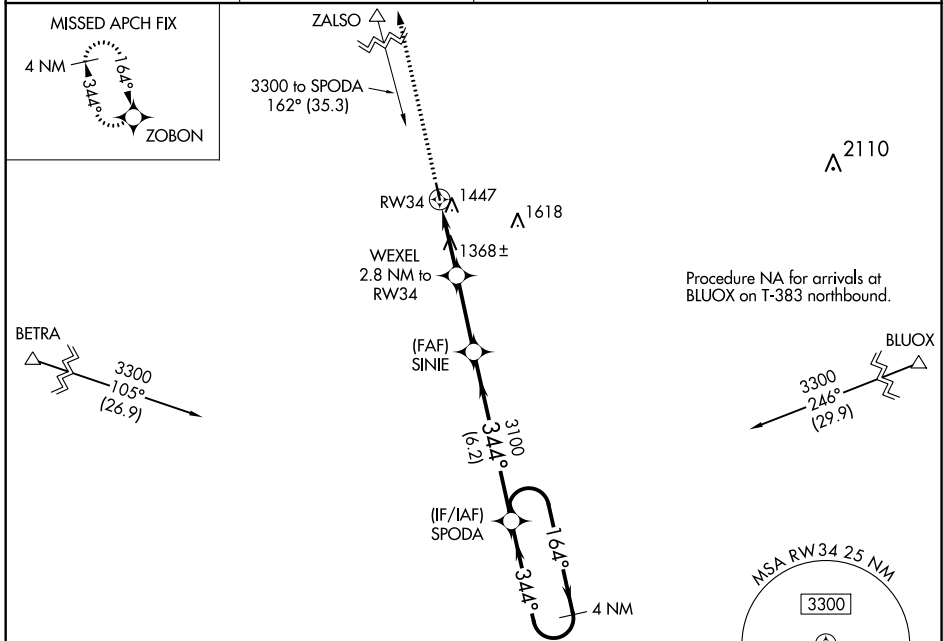 MISSED APCH FIX
4 NM
344°
164°
ZOBON
ZALSO
3300 to SPODA
162° (35.3)
2110
RW34
1447
1618
1368±
WEXEL
2.8 NM to
RW34
Procedure NA for arrivals at
BLUOX on T-383 northbound.
BETRA
3300
105°
(26.9)
(FAF)
SINIE
BLUOX
3300
246°
(29.9)
3100
344°
(6.2)
(IF/IAF)
SPODA
164°
344°
4 NM
MSA RW34 25 NM
3300